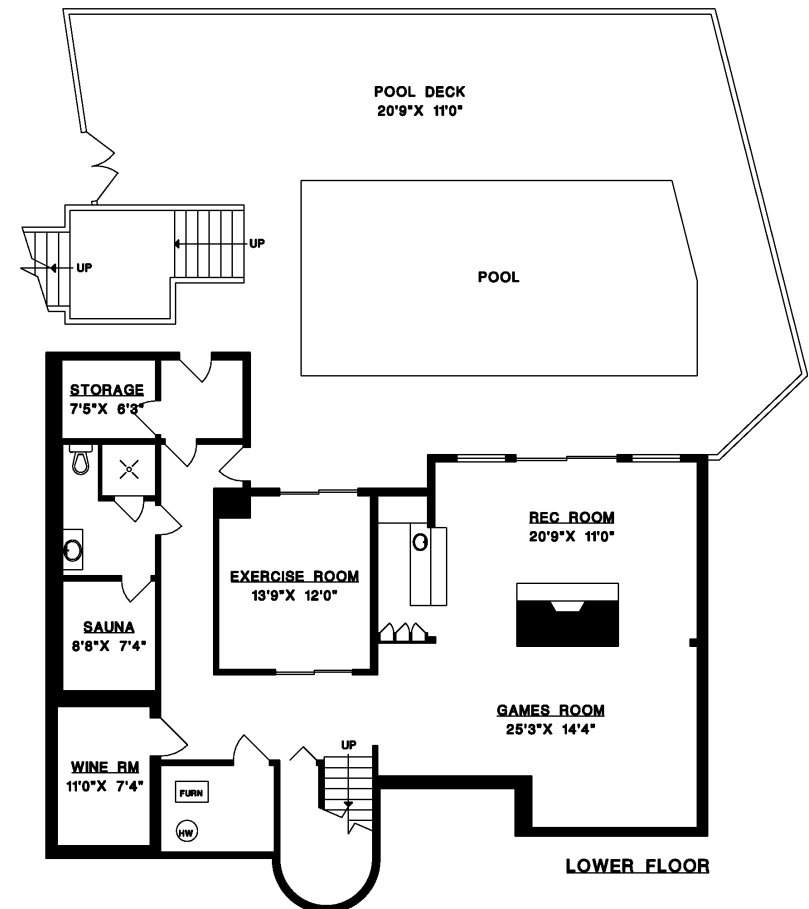 POOL DECK
20'9"X 11'0"
UP
UP
POOL
STORAGE
7'5"X 6'3"
REC ROOM
20'9"X 11'0"
EXERCISE ROOM
13'9"X 12'0"
SAUNA
8'8"X 7'4"
GAMES ROOM
25'3"X 14'4"
UP
WINE RM
11'0"X 7'4"
FURN
HW
LOWER FLOOR